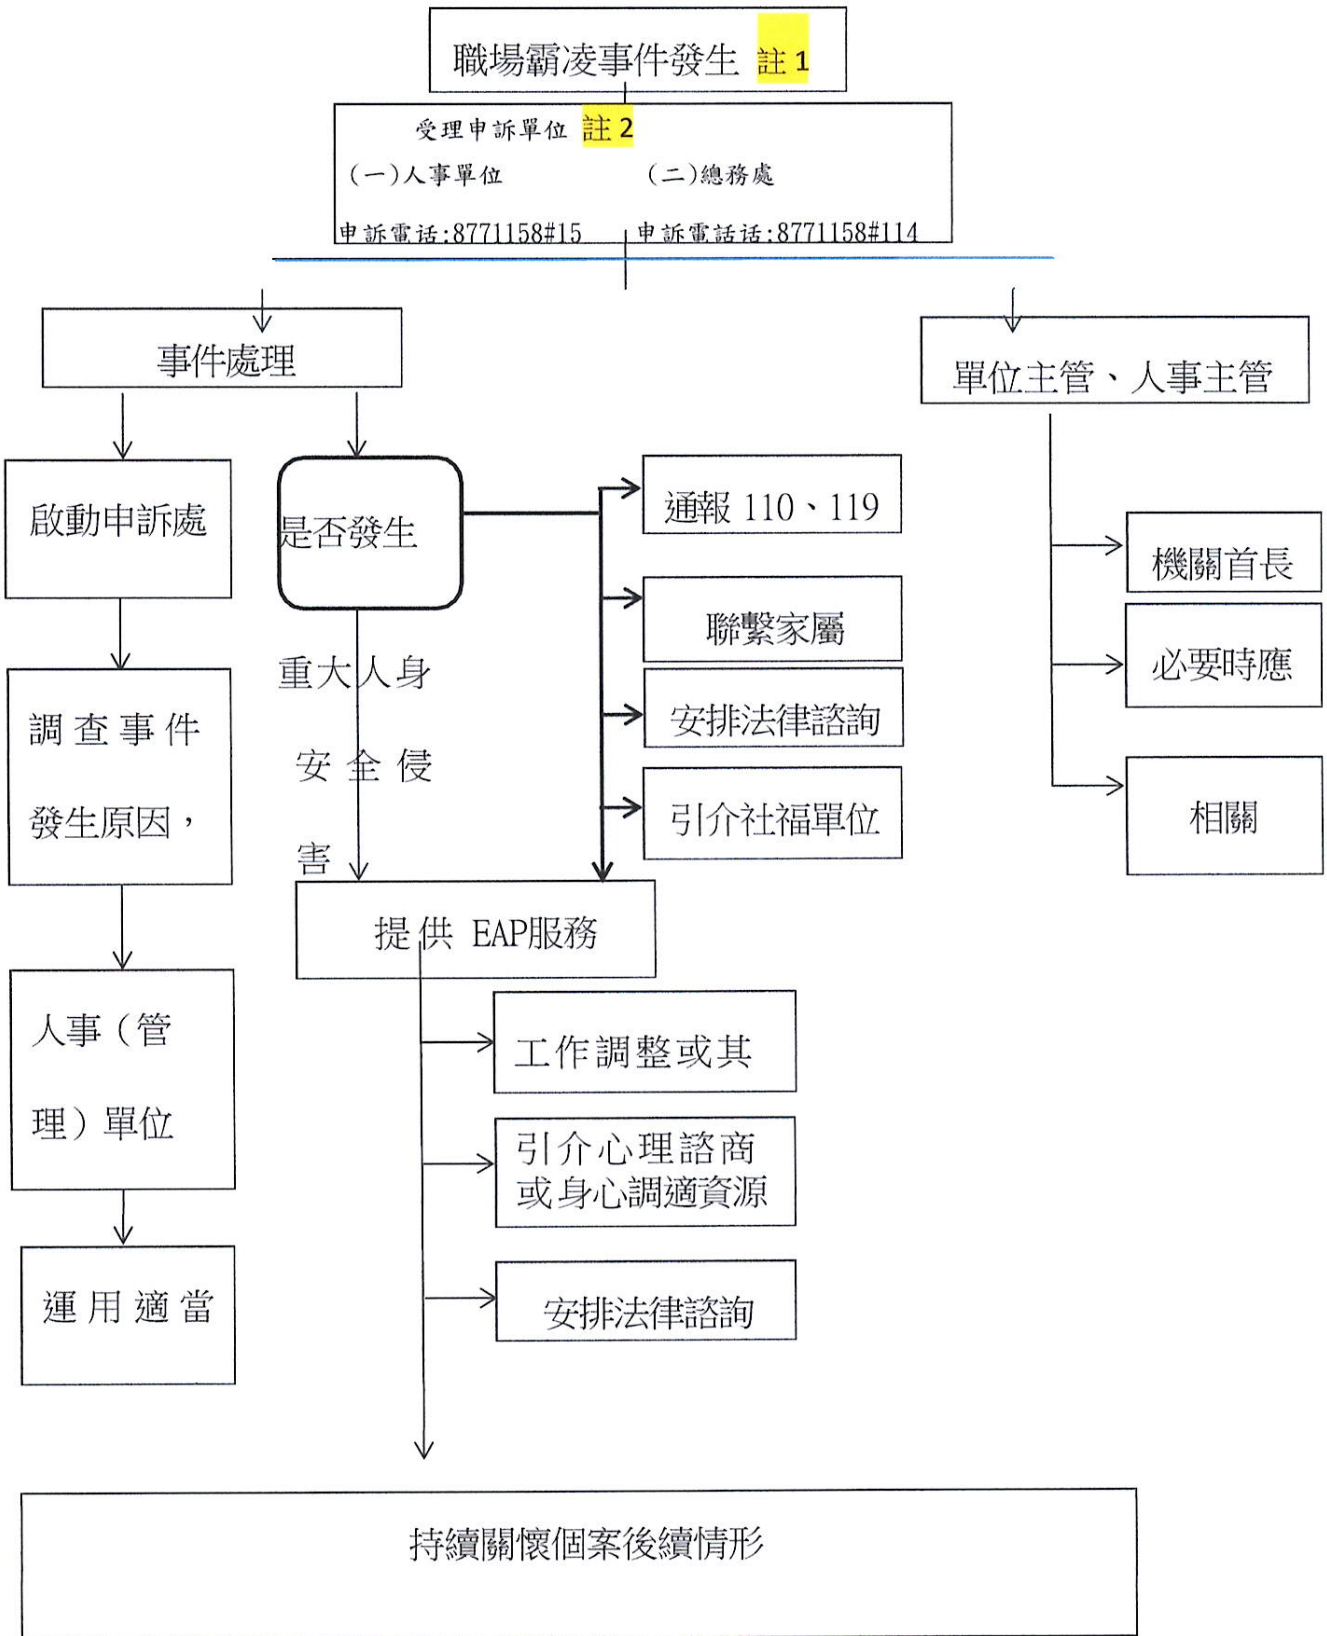 職場霸凌事件發生 註1
受理申訴單位 註2
(一)人事單位 (二)總務處
申訴電话:8771158#15 申訴電話话:8771158#114
事件處理
單位主管、人事主管
啟動申訴處
是否發生
重大人身
安全侵
害
通報 110、119
聯繫家屬
安排法律諮詢
引介社福單位
機關首長
必要時應
相關
調查事件
發生原因，
提供 EAP服務
人事（管
理）單位
工作調整或其
引介心理諮商
或身心調適資源
安排法律諮詢
運用適當
持續關懷個案後續情形